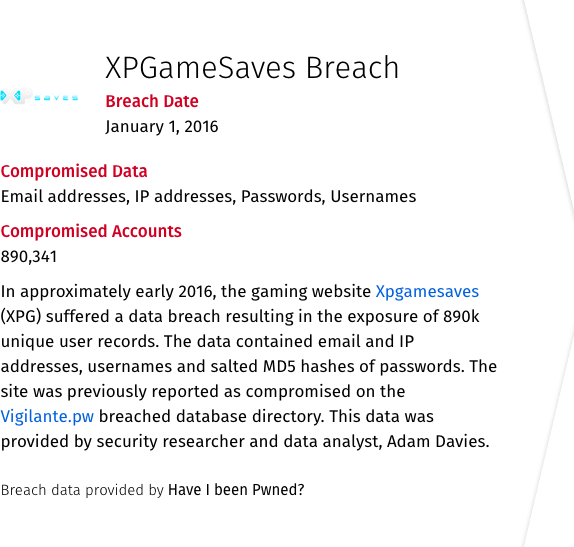 XPGameSaves Breach
Breach Date
January 1, 2016
SAVES
Compromised Data
Email addresses, IP addresses, Passwords, Usernames
Compromised Accounts
890,341
In approximately early 2016, the gaming website Xpgamesaves
(XPG) suffered a data breach resulting in the exposure of 890k
unique user records. The data contained email and IP
addresses, usernames and salted MD5 hashes of passwords. The
site was previously reported as compromised on the
Vigilante.pw breached database directory. This data was
provided by security researcher and data analyst, Adam Davies.
Breach data provided by Have I been Pwned?